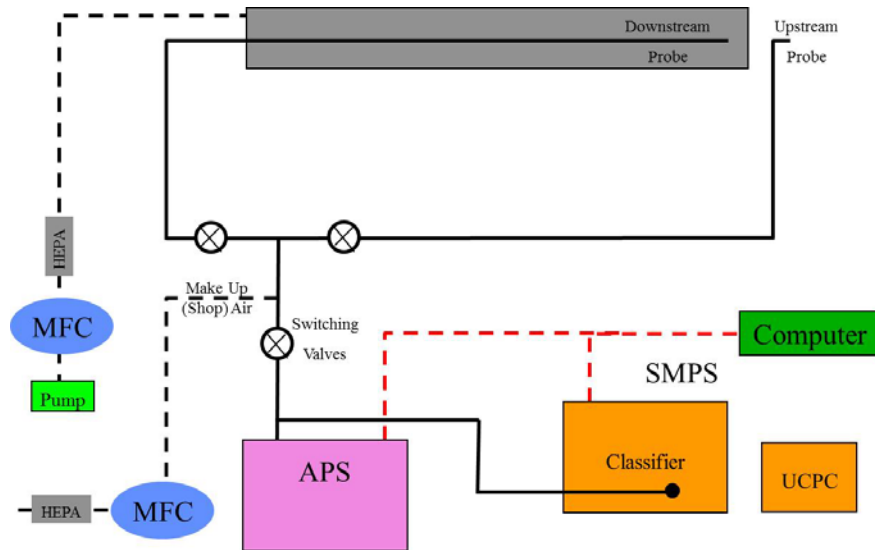 Downstream
Probe
Upstream
Probe
HEPA
MFC
Pump
Make Up
(Shop) Air
Switching
Valves
Computer
SMPS
APS
Classifier
UCPC
HEPA
MFC